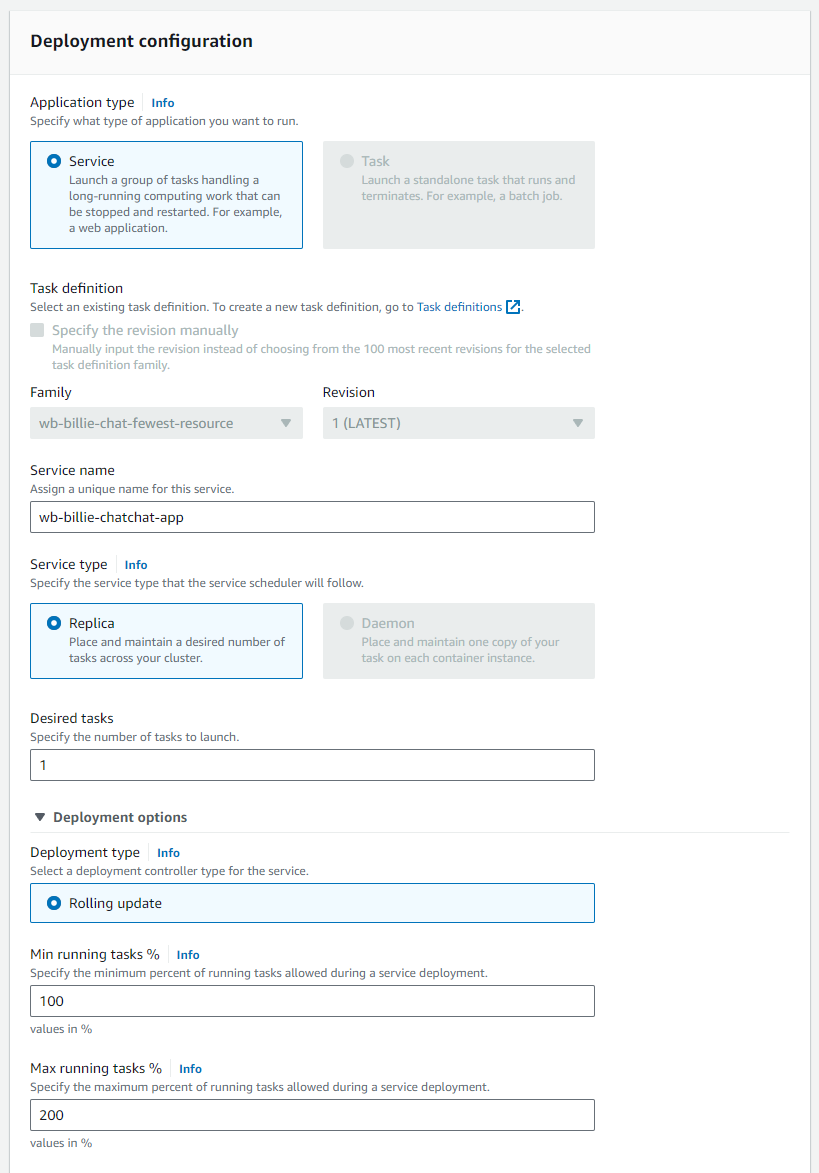 Deployment configuration
Application type Info
Specify what type of application you want to run.
Service
Launch a group of tasks handling a
long-running computing work that can
be stopped and restarted. For example,
a web application.
Task
Launch a standalone task that runs and
terminates. For example, a batch job.
Task definition
Select an existing task definition. To create a new task definition, go to Task definitions.
Specify the revision manually
Manually input the revision instead of choosing from the 100 most recent revisions for the selected
task definition family.
Family
wb-billie-chat-fewest-resource
Revision
1 (LATEST)
Service name
Assign a unique name for this service.
wb-billie-chatchat-app
Service type Info
Specify the service type that the service scheduler will follow.
Replica
Place and maintain a desired number of
tasks across your cluster.
Daemon
Place and maintain one copy of your
task on each container instance.
Desired tasks
Specify the number of tasks to launch.
1
Deployment options
Deployment type Info
Select a deployment controller type for the service.
Rolling update
Min running tasks % Info
Specify the minimum percent of running tasks allowed during a service deployment.
100
values in %
Max running tasks % Info
Specify the maximum percent of running tasks allowed during a service deployment.
200
values in %